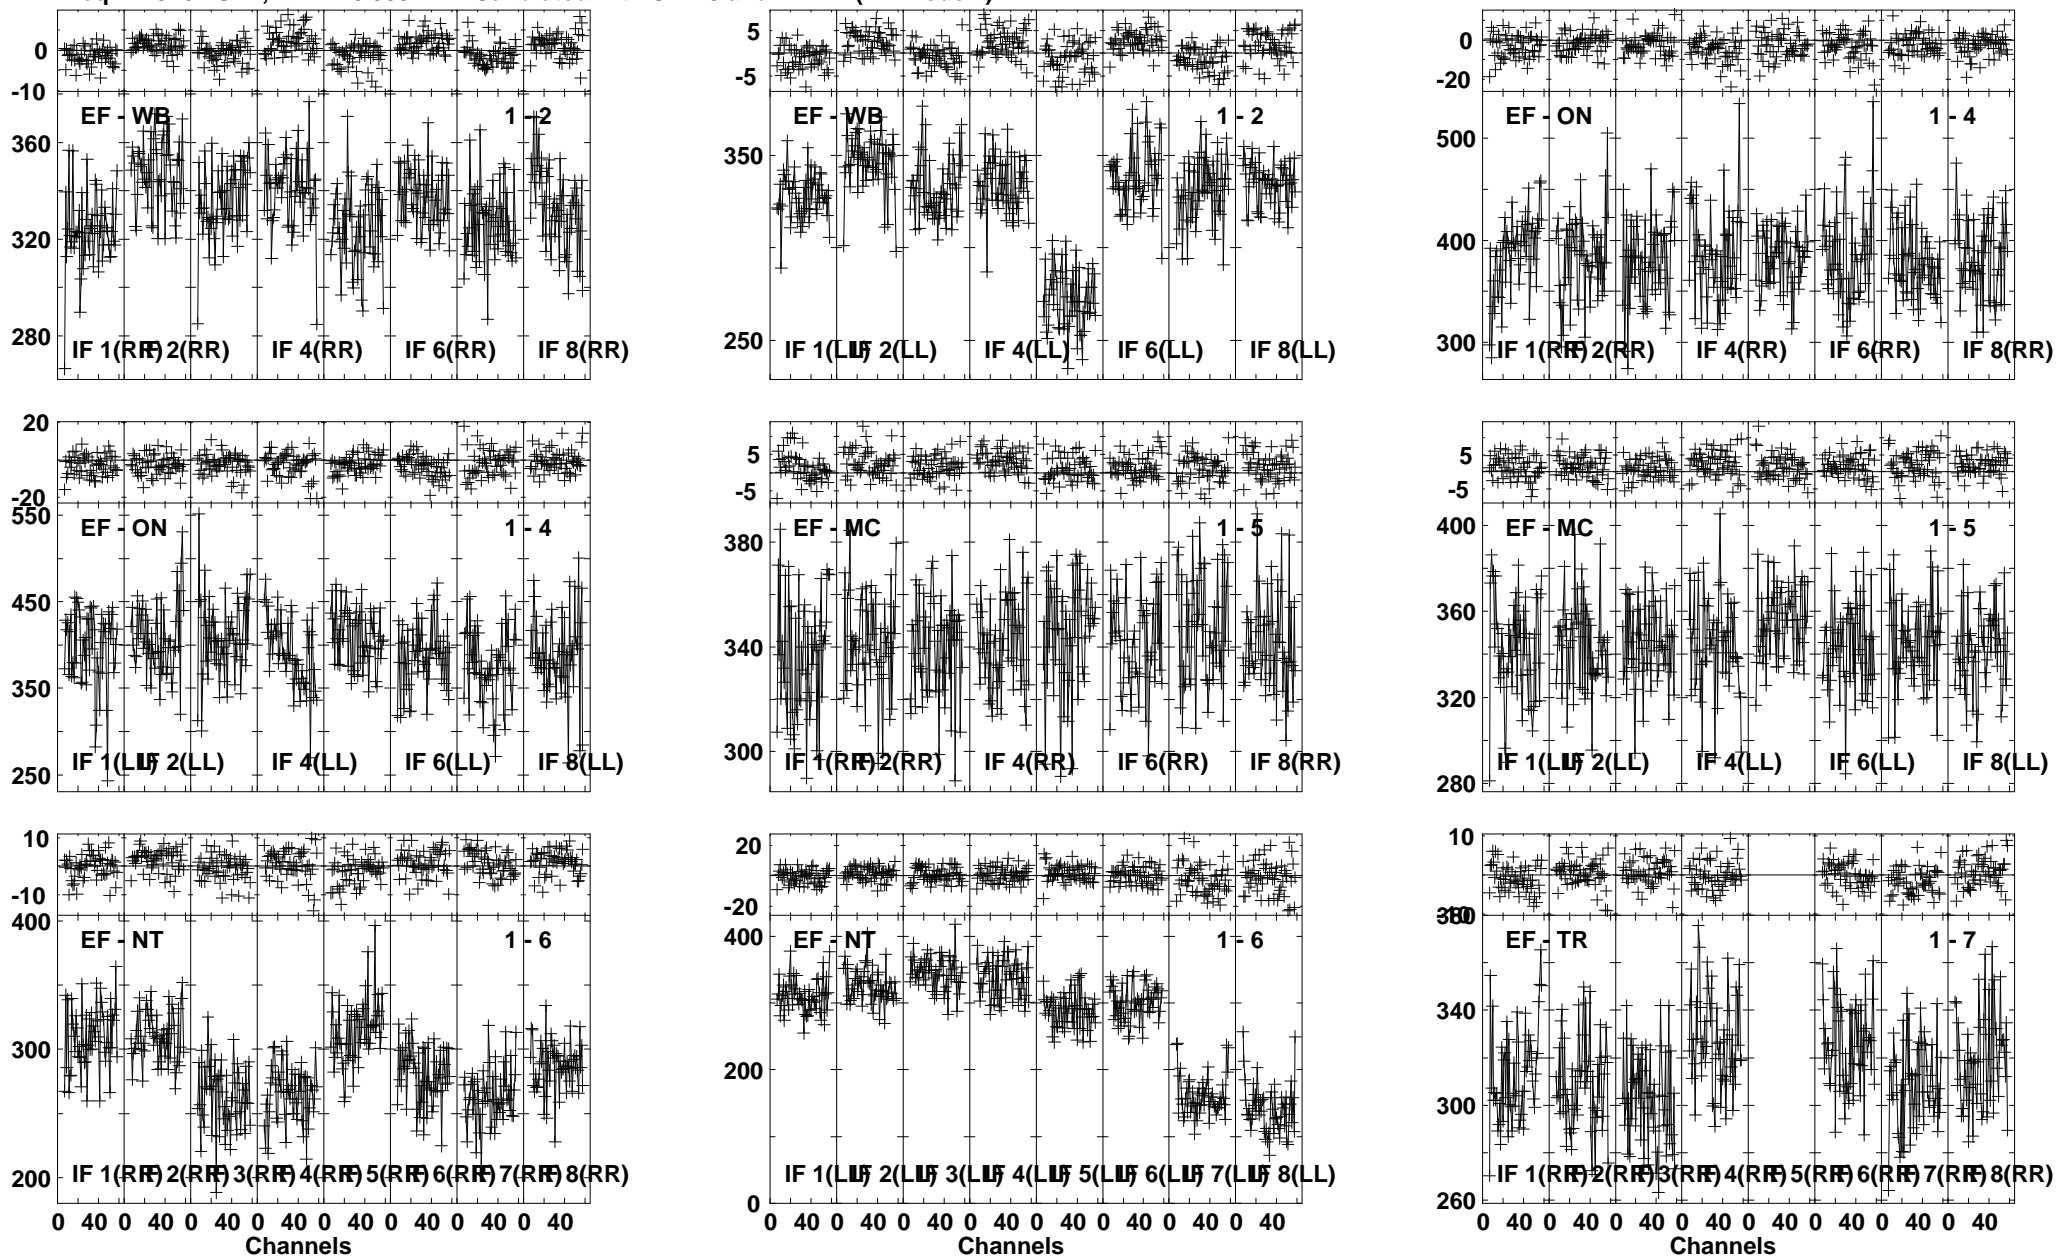 0
-10
EF - WB 1 - 2
360
320
280
IF 1(RR) IF 2(RR) IF 4(RR) IF 6(RR) IF 8(RR)
5
-5
EF - WB 1 - 2
350
250
IF 1(LL) IF 2(LL) IF 4(LL) IF 6(LL) IF 8(LL)
0
-20
EF - ON 1 - 4
500
400
300
IF 1(RR) IF 2(RR) IF 4(RR) IF 6(RR) IF 8(RR)
20
-20
550
EF - ON 1 - 4
450
350
250
IF 1(LL) IF 2(LL) IF 4(LL) IF 6(LL) IF 8(LL)
5
-5
EF - MC 1 - 5
380
340
300
IF 1(RR) IF 2(RR) IF 4(RR) IF 6(RR) IF 8(RR)
5
-5
EF - MC 1 - 5
400
360
320
280
IF 1(LL) IF 2(LL) IF 4(LL) IF 6(LL) IF 8(LL)
10
-10
400
EF - NT 1 - 6
300
200
IF 1(RR) IF 2(RR) IF 3(RR) IF 4(RR) IF 5(RR) IF 6(RR) IF 7(RR) IF 8(RR)
0 40 0 40 0 40 0 40 0 40 0 40 0 40 0 40
Channels
20
-20
400
EF - NT 1 - 6
200
0
IF 1(LL) IF 2(LL) IF 3(LL) IF 4(LL) IF 5(LL) IF 6(LL) IF 7(LL) IF 8(LL)
0 40 0 40 0 40 0 40 0 40 0 40 0 40 0 40
Channels
10
-10
380
EF - TR 1 - 7
340
300
260
IF 1(RR) IF 2(RR) IF 3(RR) IF 4(RR) IF 5(RR) IF 6(RR) IF 7(RR) IF 8(RR)
0 40 0 40 0 40 0 40 0 40 0 40 0 40 0 40
Channels